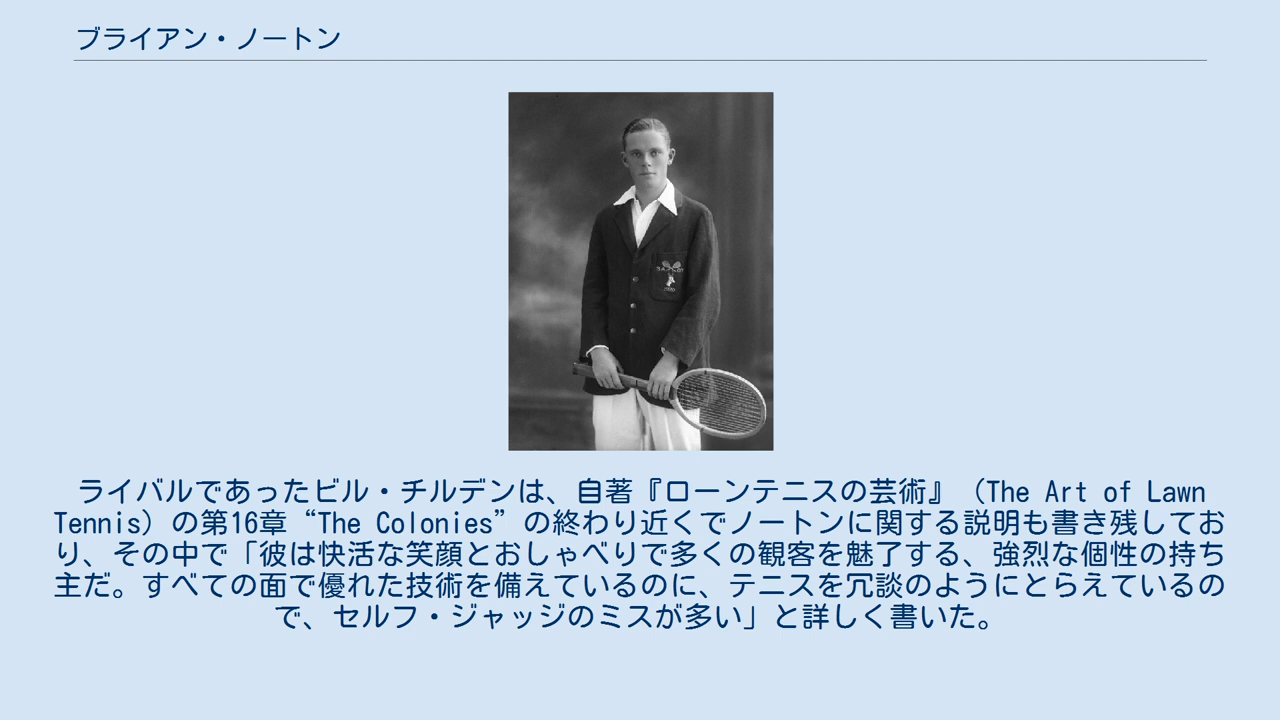 ブライアン・ノートン
ライバルであったビル・チルデンは、自著『ローンテニスの芸術』（The Art of Lawn
Tennis）の第16章“The Colonies”の終わり近くでノートンに関する説明も書き残してお
り、その中で「彼は快活な笑顔とおしゃべりで多くの観客を魅了する、強烈な個性の持ち
主だ。すべての面で優れた技術を備えているのに、テニスを冗談のようにとらえているの
で、セルフ・ジャッジのミスが多い」と詳しく書いた。